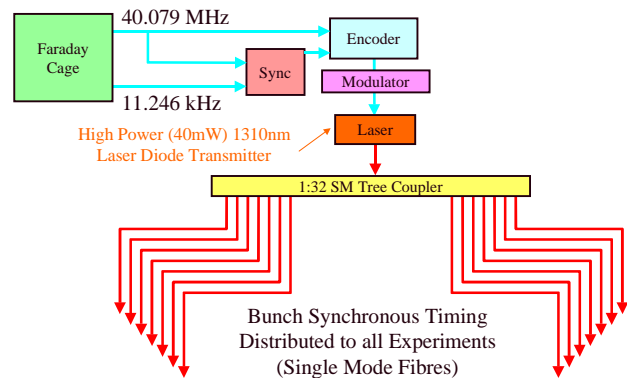 40.079 MHz
Faraday
Cage
Encoder
Sync
Modulator
11.246 kHz
High Power (40mW) 1310nm
Laser Diode Transmitter
Laser
1:32 SM Tree Coupler
Bunch Synchronous Timing
Distributed to all Experiments
(Single Mode Fibres)